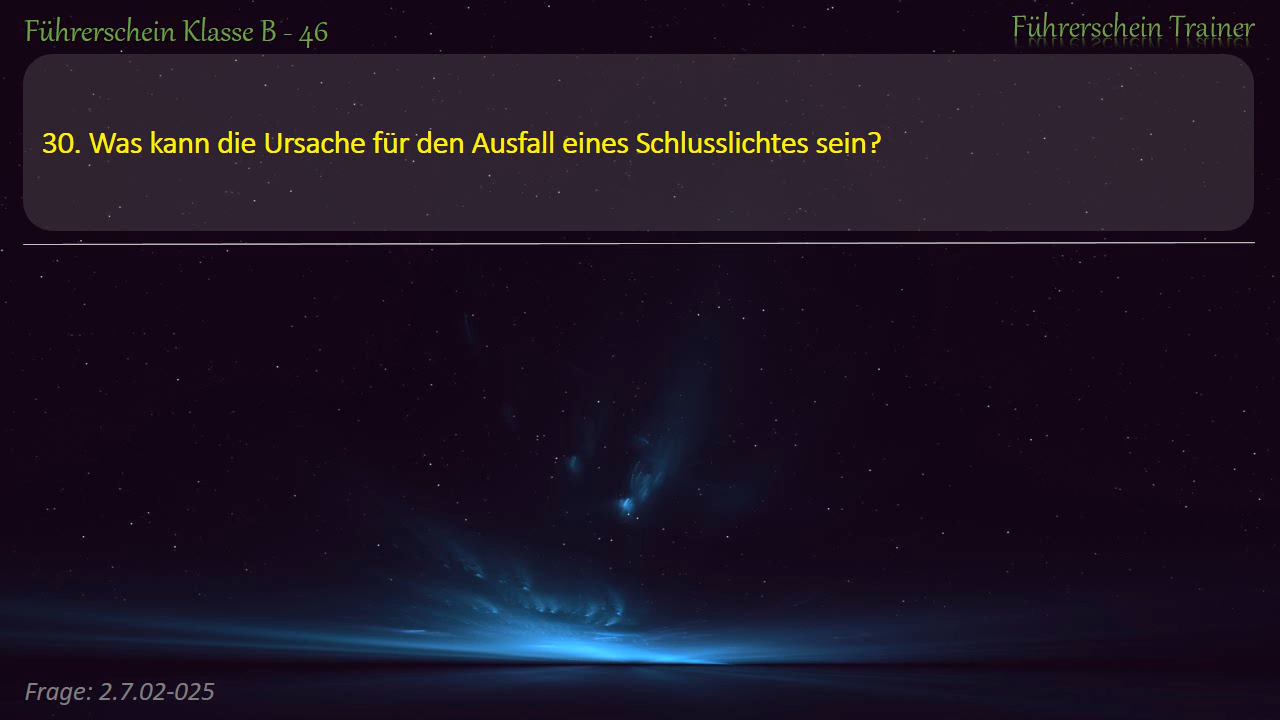 Führerschein Klasse B - 46
Führerschein Trainer
30. Was kann die Ursache für den Ausfall eines Schlusslichtes sein?
Frage: 2.7.02-025